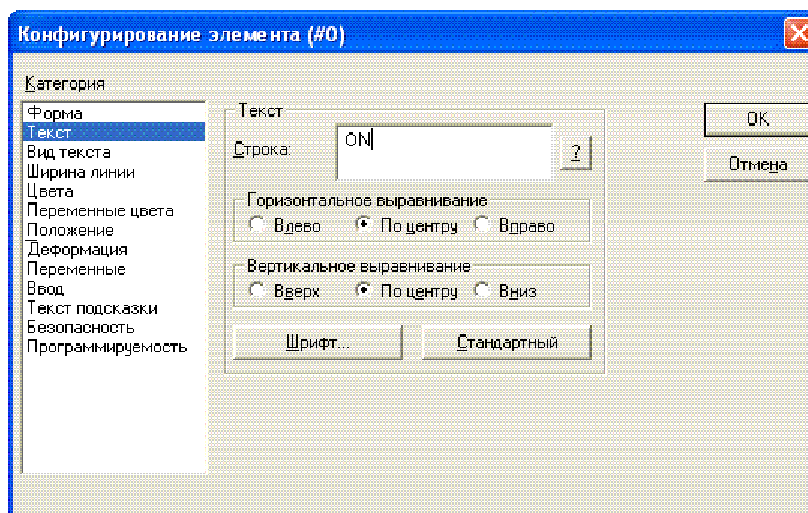 Конфигурирование элемента (#0)
Категория
Форма
Текст
Вид текста
Ширина линии
Цвета
Переменные цвета
Положение
Деформация
Переменные
Ввод
Текст подсказки
Безопасность
Программируемость
Текст
Строка:
ON
?
Горизонтальное выравнивание
Влево По центру Вправо
Вертикальное выравнивание
Вверх По центру Вниз
Шрифт... Стандартный
OK
Отмена